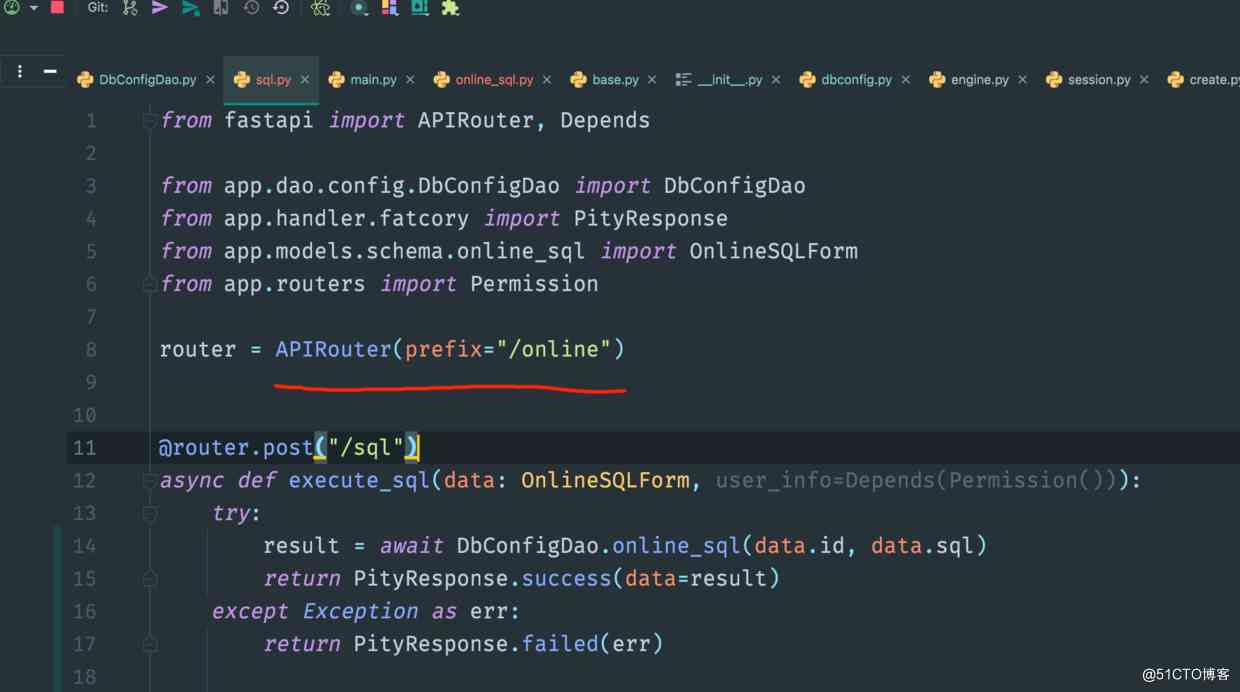 Git:
DbConfigDao.py sql.py main.py online_sql.py base.py __init__.py dbconfig.py engine.py session.py create.py
1 from fastapi import APIRouter, Depends
2
3 from app.dao.config.DbConfigDao import DbConfigDao
4 from app.handler.fatcory import PityResponse
5 from app.models.schema.online_sql import OnlineSQLForm
6 from app.routers import Permission
7
8 router = APIRouter(prefix="/online")
9
10
11 @router.post("/sql")
12 async def execute_sql(data: OnlineSQLForm, user_info=Depends(Permission())):
13     try:
14         result = await DbConfigDao.online_sql(data.id, data.sql)
15         return PityResponse.success(data=result)
16     except Exception as err:
17         return PityResponse.failed(err)
18
@51CTO博客